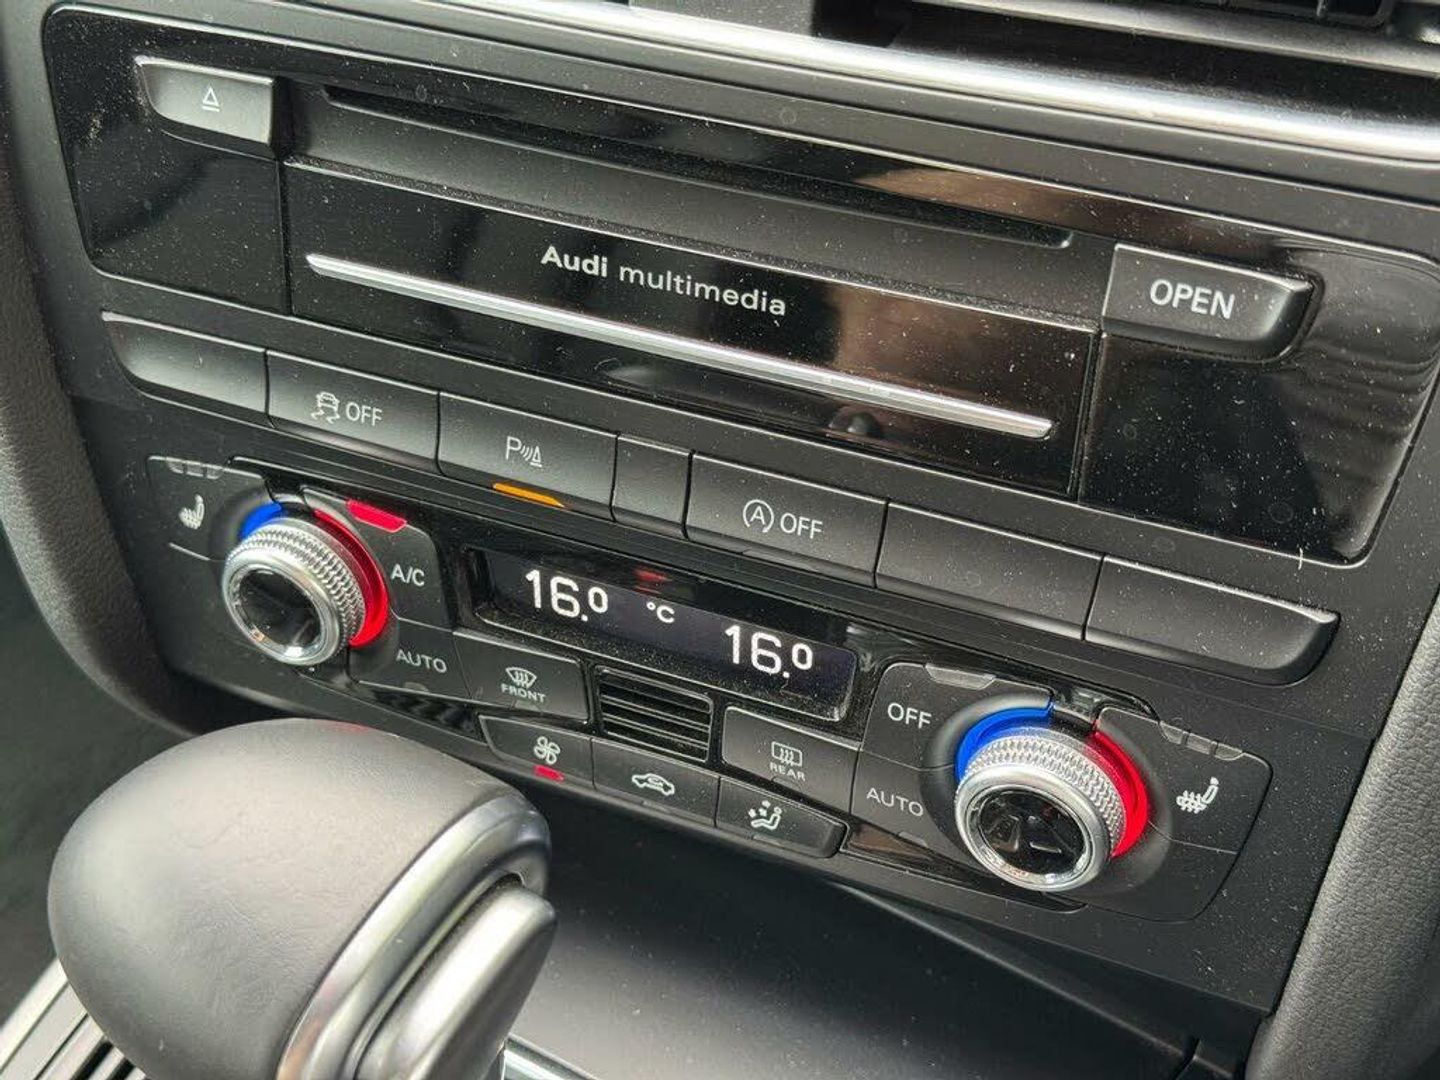 Audi multimedia
OPEN
OFF
P
A OFF
A/C
16.0 °C 16.0
AUTO
FRONT
OFF
REAR
AUTO